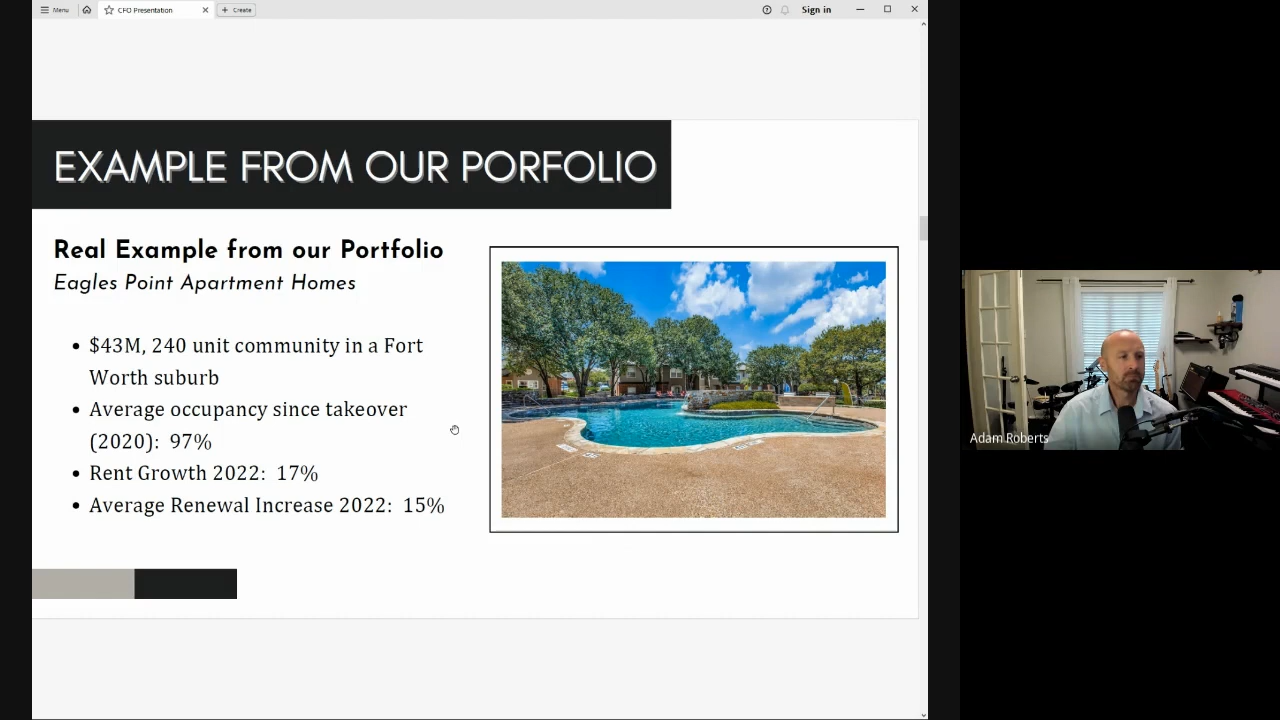 Menu
CFO Presentation
Create
Sign in
EXAMPLE FROM OUR PORFOLIO
Real Example from our Portfolio
Eagles Point Apartment Homes
• $43M, 240 unit community in a Fort
Worth suburb
• Average occupancy since takeover
(2020): 97%
• Rent Growth 2022: 17%
• Average Renewal Increase 2022: 15%
Adam Roberts